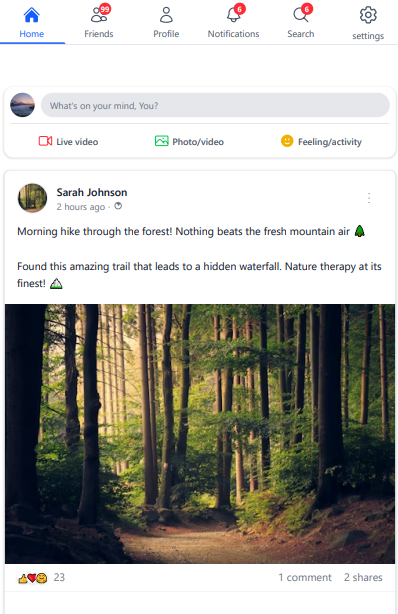 99
6
6
Home
Friends
Profile
Notifications
Search
settings
What's on your mind, You?
Live video
Photo/video
Feeling/activity
Sarah Johnson
2 hours ago ·
Morning hike through the forest! Nothing beats the fresh mountain air 🌲
Found this amazing trail that leads to a hidden waterfall. Nature therapy at its
finest! 🏔️
23
1 comment
2 shares